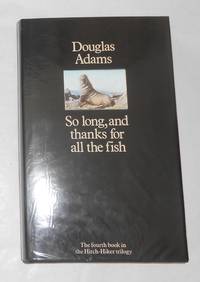 Douglas
Adams
So long, and
thanks for
all the fish
The fourth book in
the Hitch-Hiker trilogy